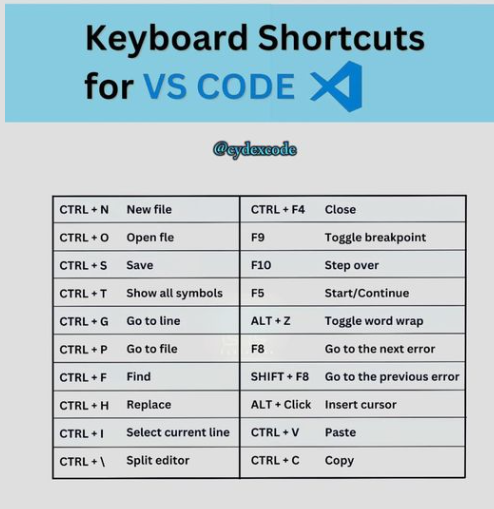 Keyboard Shortcuts
for VS CODE
@cydexcode
CTRL + N New file
CTRL + O Open fle
CTRL + S Save
CTRL + T Show all symbols
CTRL + G Go to line
CTRL + P Go to file
CTRL + F Find
CTRL + H Replace
CTRL + I Select current line
CTRL + \ Split editor
CTRL + F4 Close
F9 Toggle breakpoint
F10 Step over
F5 Start/Continue
ALT + Z Toggle word wrap
F8 Go to the next error
SHIFT + F8 Go to the previous error
ALT + Click Insert cursor
CTRL + V Paste
CTRL + C Copy